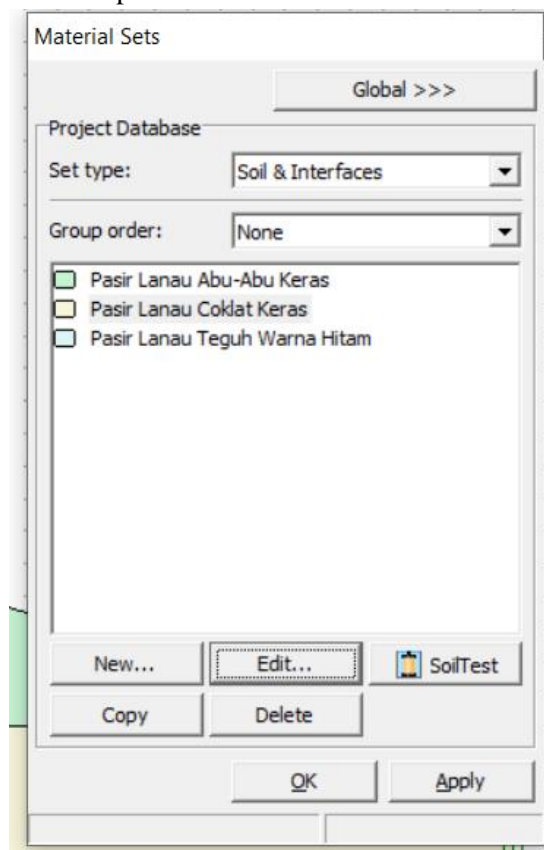 Material Sets
Global >>>
Project Database
Set type: Soil & Interfaces
Group order: None
Pasir Lanau Abu-Abu Keras
Pasir Lanau Coklat Keras
Pasir Lanau Teguh Warna Hitam
New... Edit... SoilTest
Copy Delete
OK Apply